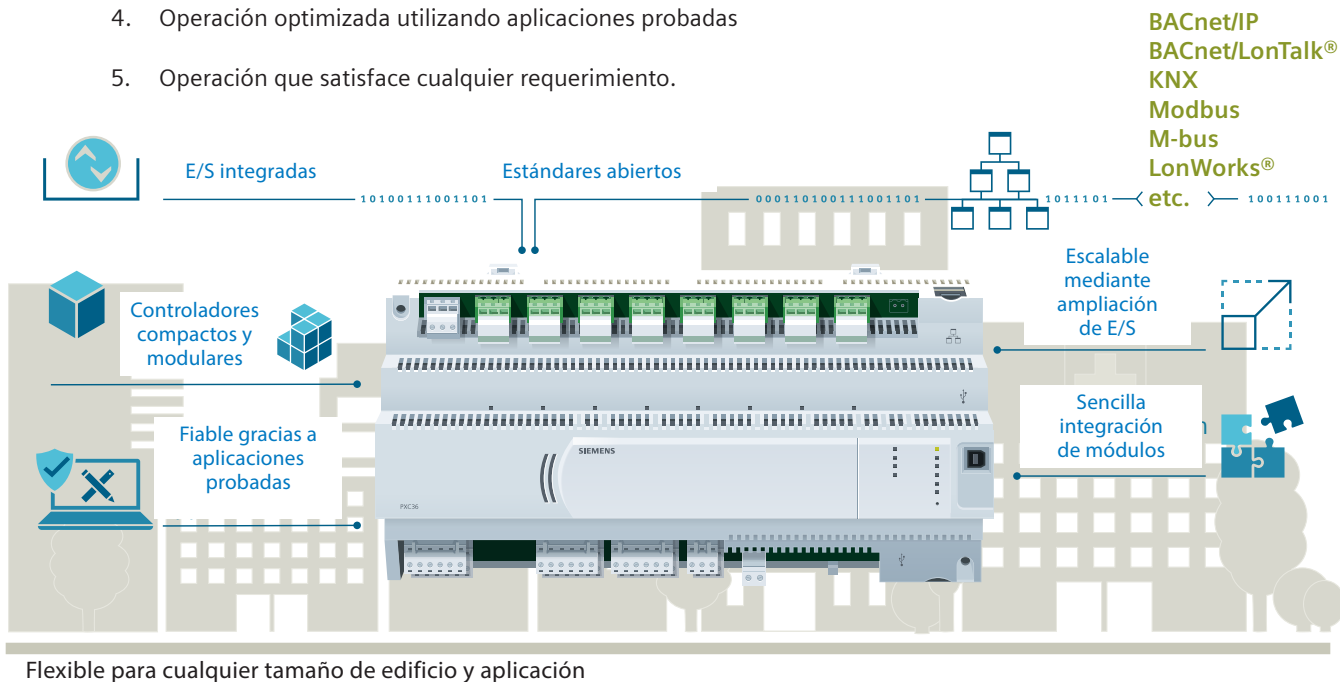 4. Operación optimizada utilizando aplicaciones probadas
5. Operación que satisface cualquier requerimiento.
BACnet/IP
BACnet/LonTalk®
KNX
Modbus
M-bus
LonWorks®
etc.
E/S integradas
Estándares abiertos
10100111001101
000110100111001101
1011101
100111001
Controladores
compactos y
modulares
Escalable
mediante
ampliación
de E/S
Fiable gracias a
aplicaciones
probadas
Sencilla
integración
de módulos
SIEMENS
PXC36
Flexible para cualquier tamaño de edificio y aplicación